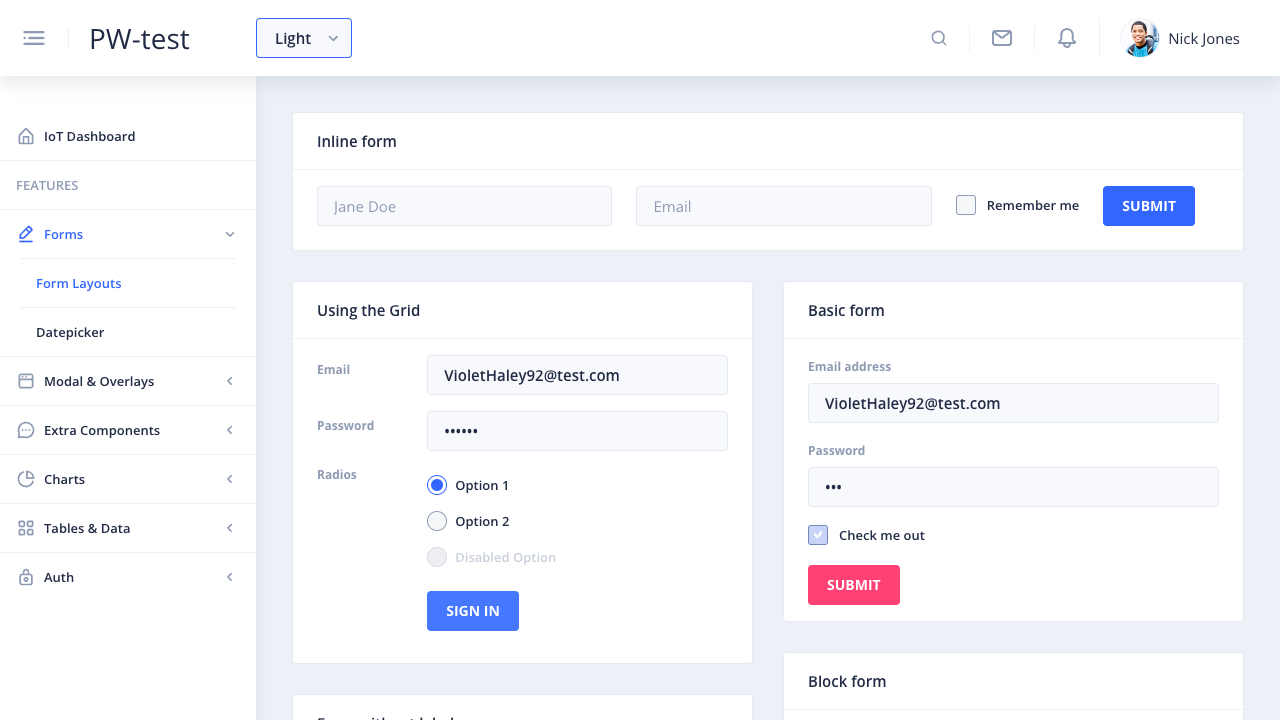 PW-test
Light
Nick Jones
IoT Dashboard
FEATURES
Forms
Form Layouts
Datepicker
Modal & Overlays
Extra Components
Charts
Tables & Data
Auth
Inline form
Jane Doe
Email
Remember me
SUBMIT
Using the Grid
Email
VioletHaley92@test.com
Password
••••••
Radios
Option 1
Option 2
Disabled Option
SIGN IN
Basic form
Email address
VioletHaley92@test.com
Password
•••
Check me out
SUBMIT
Block form